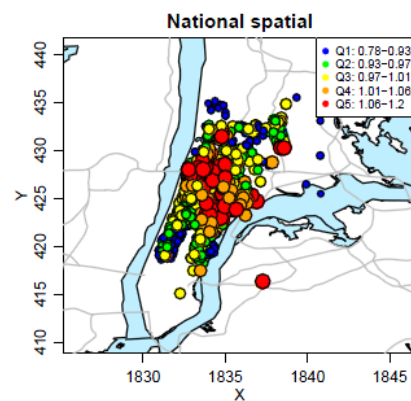 National spatial
Q1: 0.78-0.93
Q2: 0.93-0.97
Q3: 0.97-1.01
Q4: 1.01-1.06
Q5: 1.06-1.2
440
435
430
425
420
415
410
Y
1830
1835
1840
1845
X